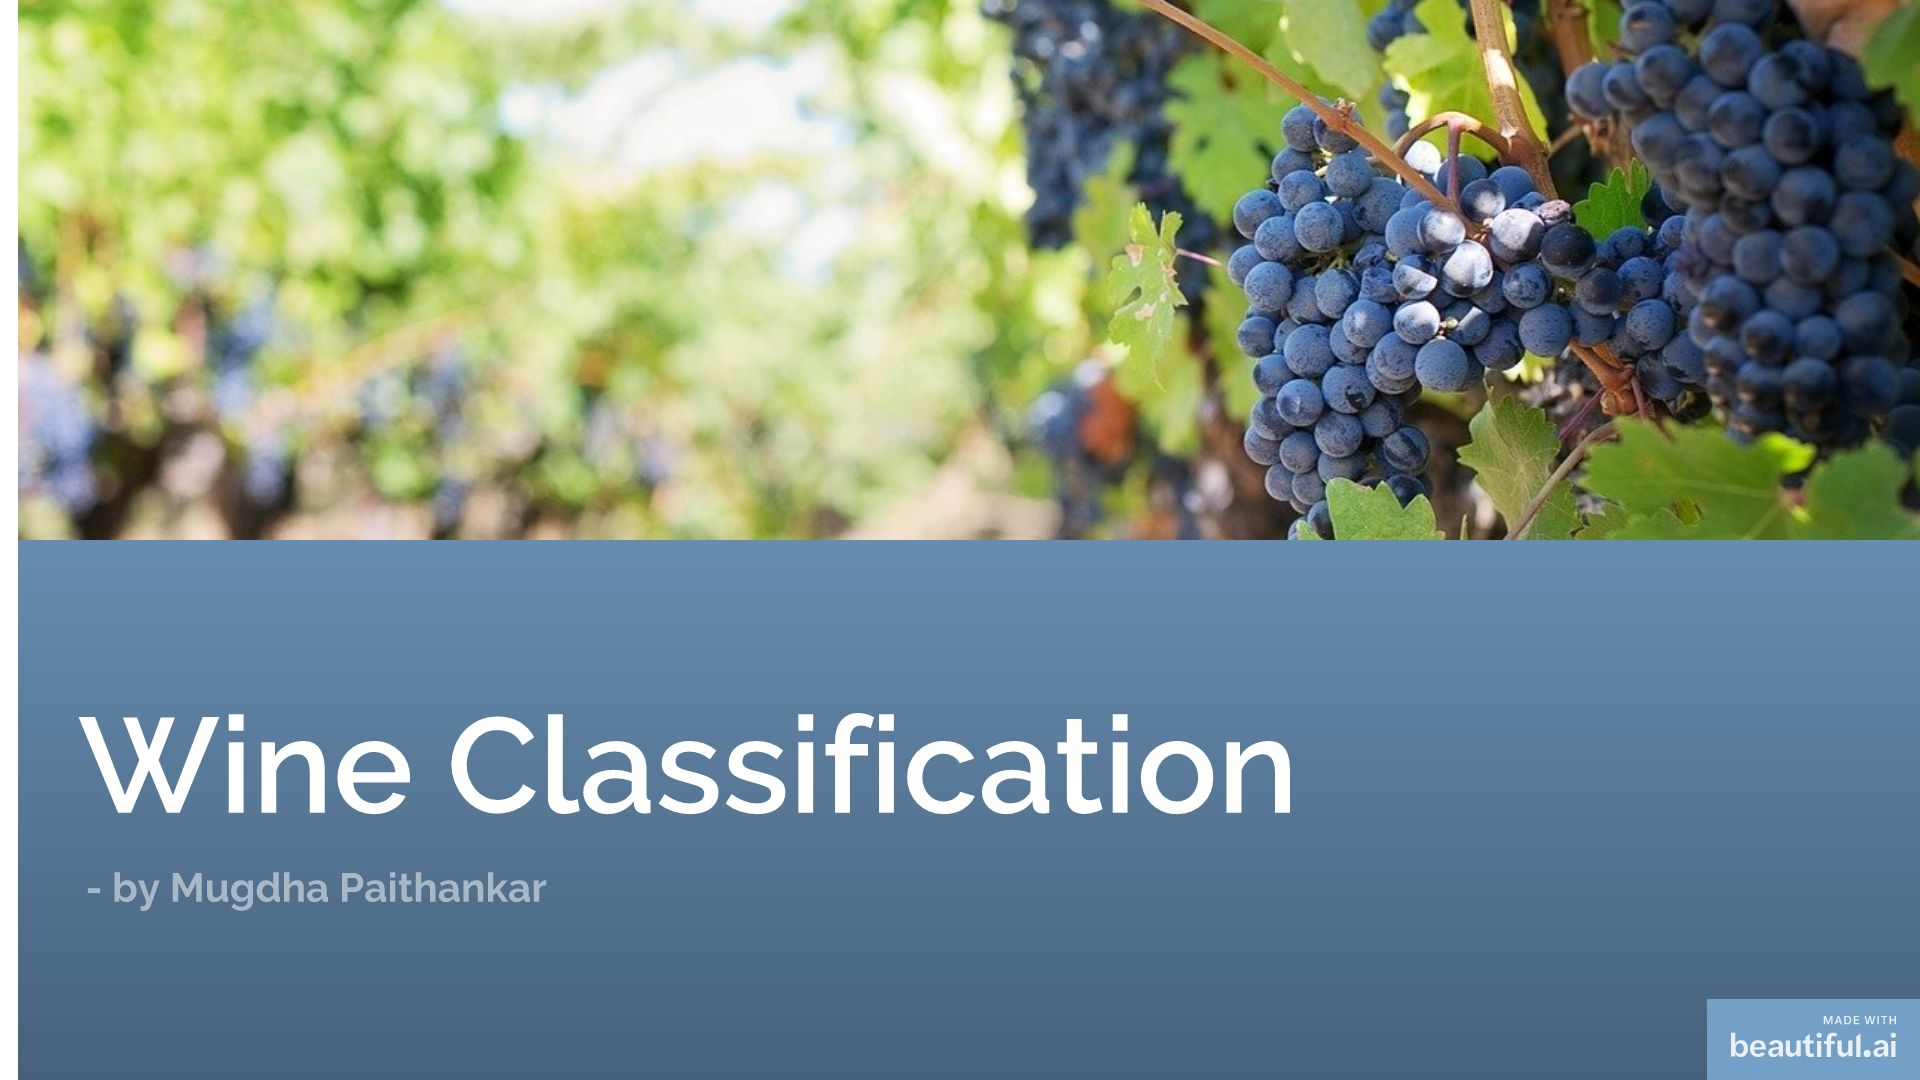 Wine Classification
- by Mugdha Paithankar
MADE WITH
beautiful.ai